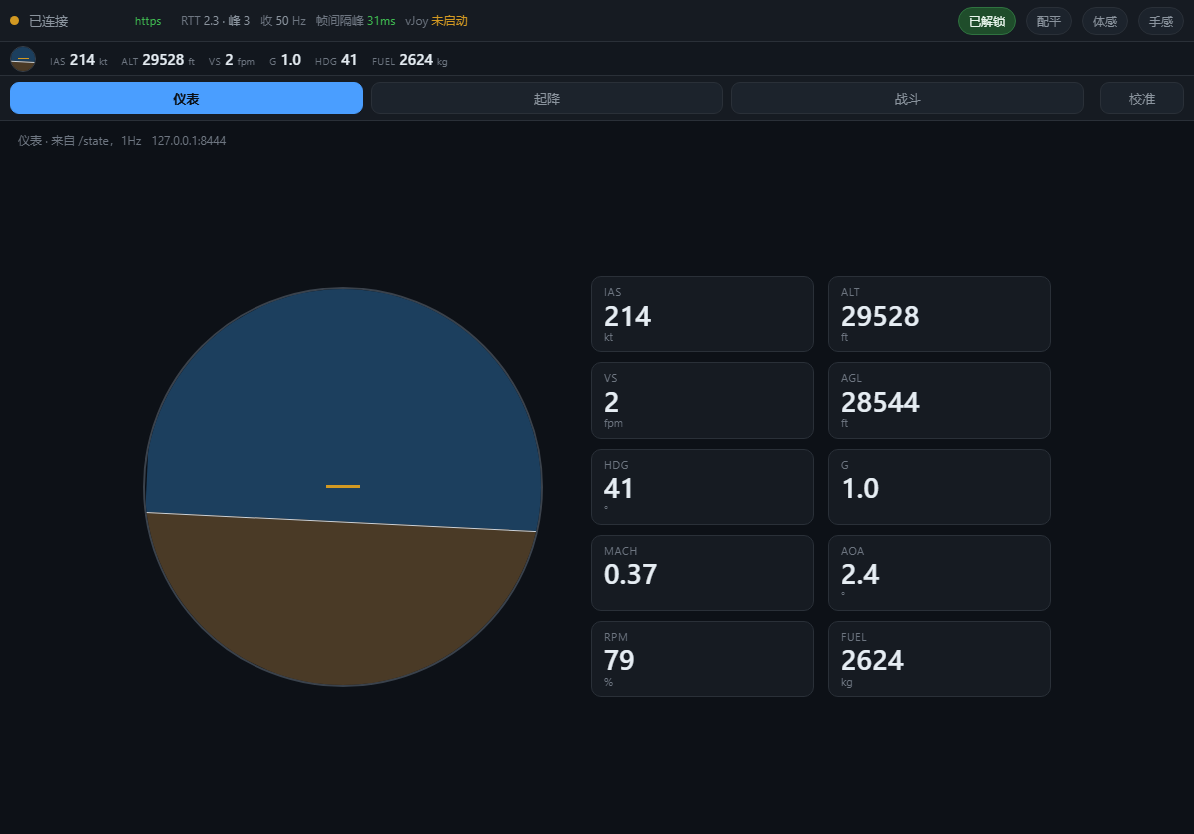 已连接 https RTT 2.3 · 峰 3 收 50 Hz 帧间隔峰 31ms vJoy 未启动 已解锁 配平 体感 手感
IAS 214 kt ALT 29528 ft VS 2 fpm G 1.0 HDG 41 FUEL 2624 kg
仪表 起降 战斗 校准
仪表 · 来自 /state，1Hz 127.0.0.1:8444
IAS
214
kt
ALT
29528
ft
VS
2
fpm
AGL
28544
ft
HDG
41
°
G
1.0
MACH
0.37
AOA
2.4
°
RPM
79
%
FUEL
2624
kg